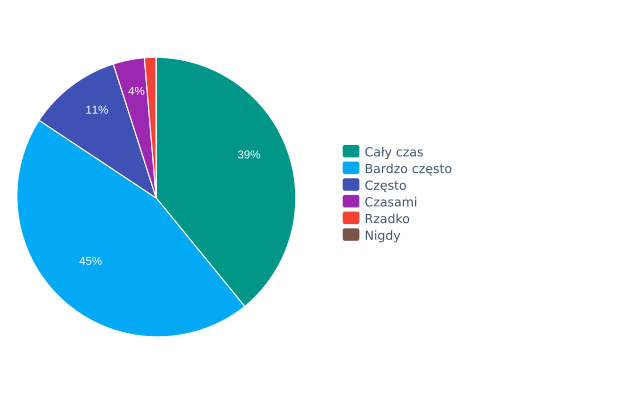 4%
11%
39%
45%
Cały czas
Bardzo często
Często
Czasami
Rzadko
Nigdy